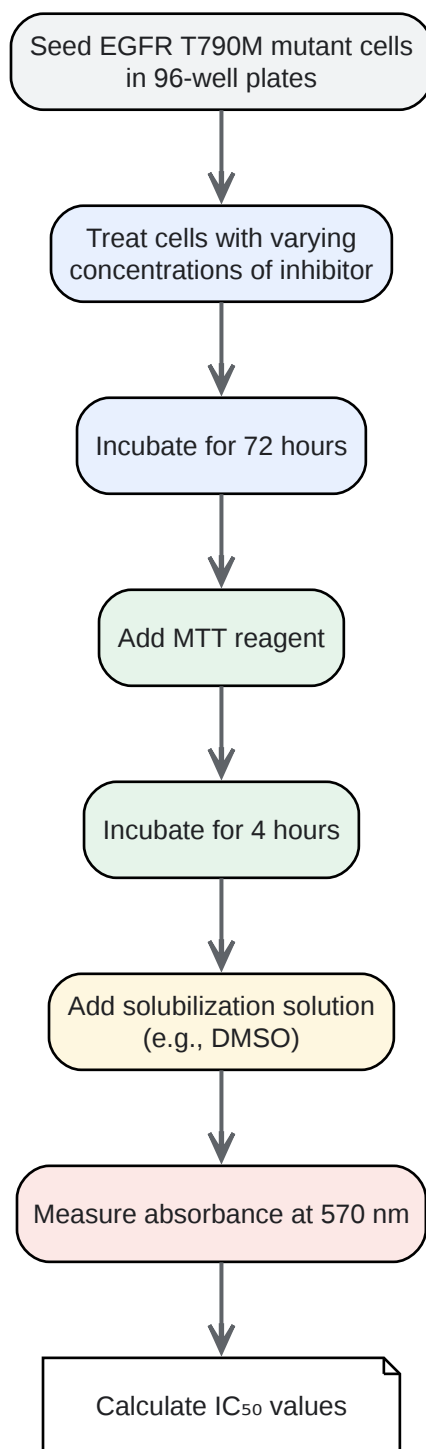 Seed EGFR T790M mutant cells
in 96-well plates
Treat cells with varying
concentrations of inhibitor
Incubate for 72 hours
Add MTT reagent
Incubate for 4 hours
Add solubilization solution
(e.g., DMSO)
Measure absorbance at 570 nm
Calculate IC₅₀ values